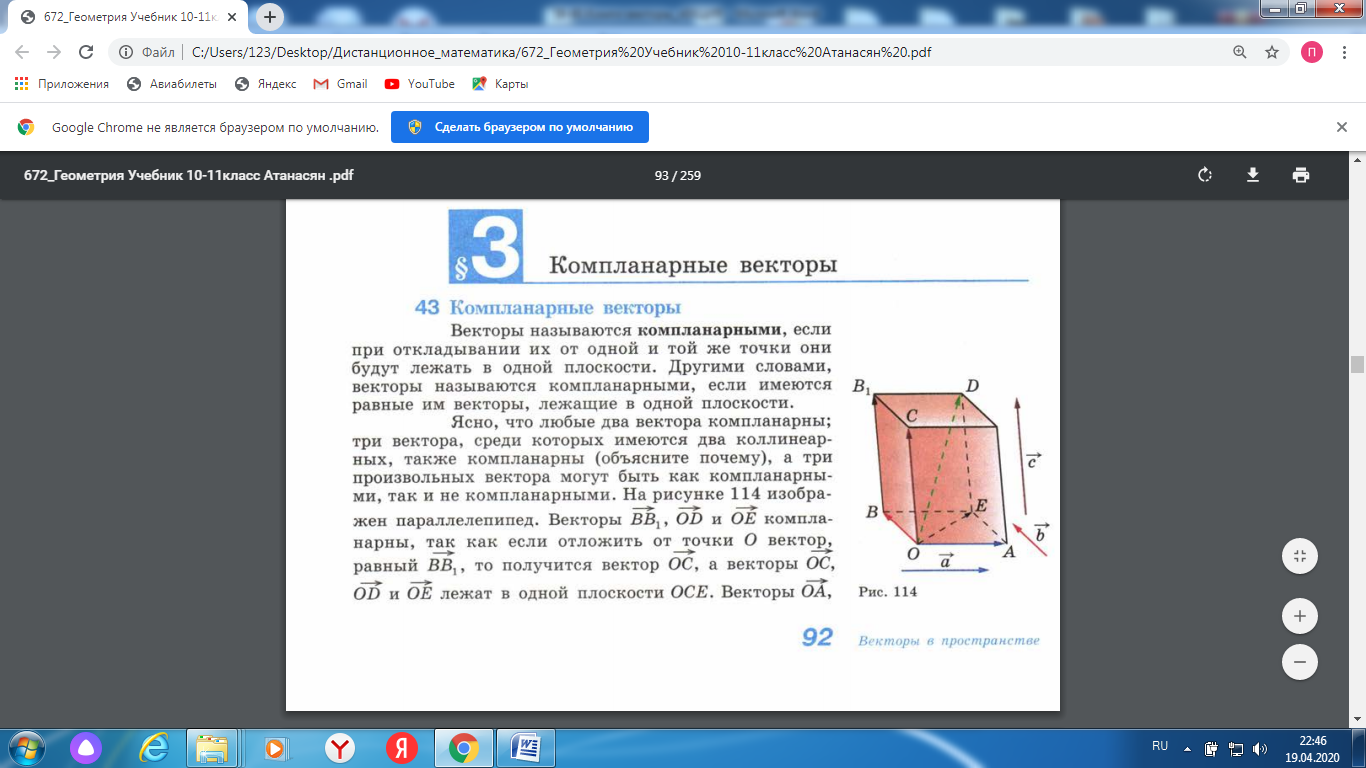 672_Геометрия Учебник 10-11кл
Файл | C:/Users/123/Desktop/Дистанционное_математика/672_Геометрия%20Учебник%2010-11класс%20Атанасян%20.pdf
П
Приложения Авиабилеты Яндекс Gmail YouTube Карты
Google Chrome не является браузером по умолчанию. Сделать браузером по умолчанию
672_Геометрия Учебник 10-11класс Атанасян .pdf 93 / 259
§ 3 Компланарные векторы
43 Компланарные векторы
Векторы называются компланарными, если
при откладывании их от одной и той же точки они
будут лежать в одной плоскости. Другими словами,
векторы называются компланарными, если имеются
равные им векторы, лежащие в одной плоскости.
Ясно, что любые два вектора компланарны;
три вектора, среди которых имеются два коллинеар-
ных, также компланарны (объясните почему), а три
произвольных вектора могут быть как компланарны-
ми, так и не компланарными. На рисунке 114 изобра-
жен параллелепипед. Векторы BB₁, OD и OE компла-
нарны, так как если отложить от точки O вектор,
равный BB₁, то получится вектор OC, а векторы OC,
OD и OE лежат в одной плоскости OCE. Векторы OA,
B₁ D
C
c
B E
b
O a A
Рис. 114
92 Векторы в пространстве
RU
22:46
19.04.2020